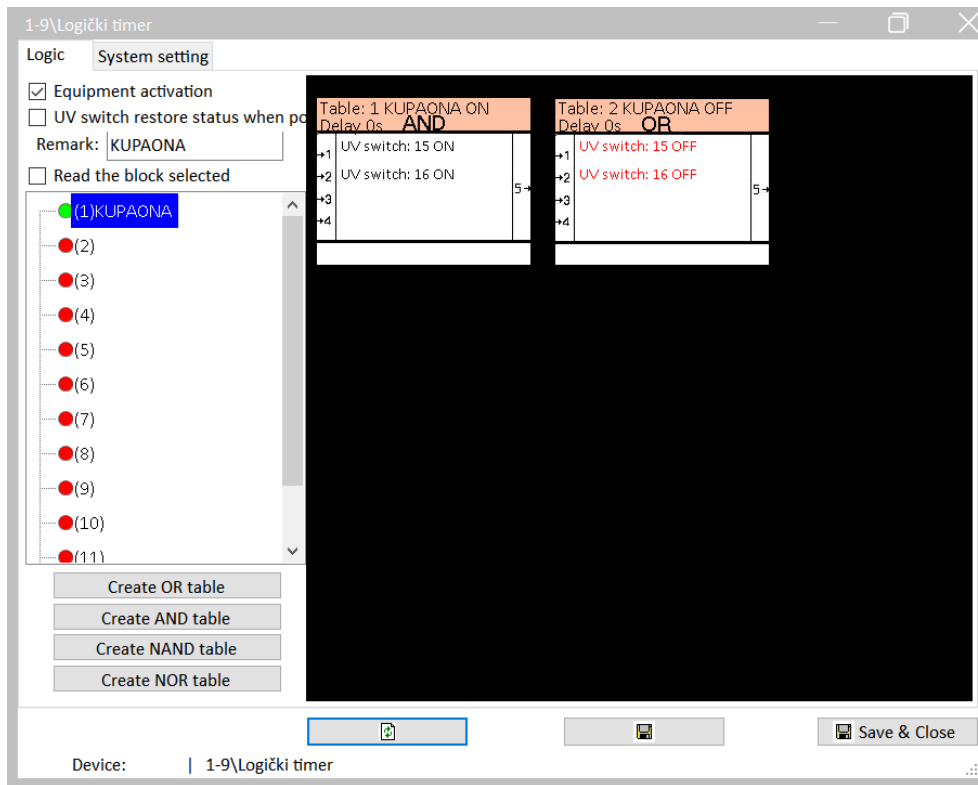 1-9\Logički timer
Logic
System setting
Equipment activation
UV switch restore status when po
Remark: KUPAONA
Read the block selected
(1)KUPAONA
(2)
(3)
(4)
(5)
(6)
(7)
(8)
(9)
(10)
(11)
Create OR table
Create AND table
Create NAND table
Create NOR table
Table: 1 KUPAONA ON
Delay 0s AND
1 UV switch: 15 ON
2 UV switch: 16 ON
3
4
5
Table: 2 KUPAONA OFF
Delay 0s OR
1 UV switch: 15 OFF
2 UV switch: 16 OFF
3
4
5
Save & Close
Device: 1-9\Logički timer